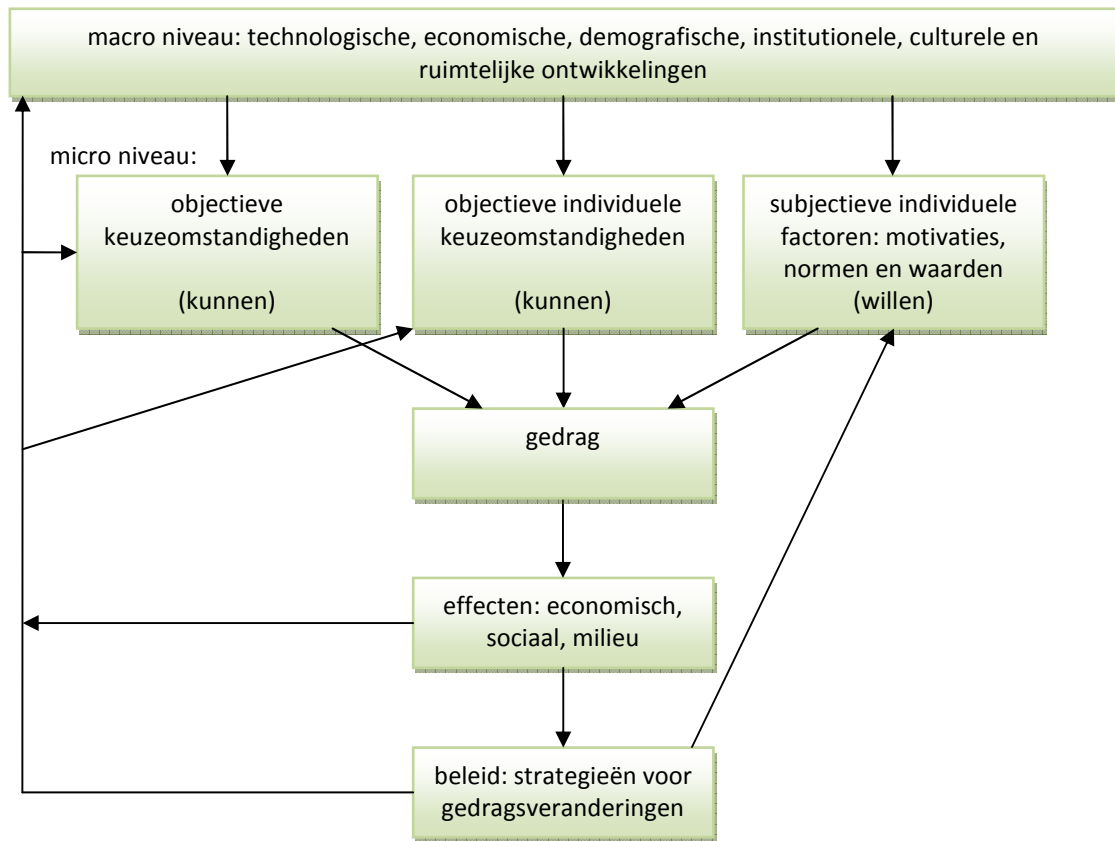 macro niveau: technologische, economische, demografische, institutionele, culturele en
ruimtelijke ontwikkelingen
micro niveau:
objectieve
keuzeomstandigheden
(kunnen)
objectieve individuele
keuzeomstandigheden
(kunnen)
subjectieve individuele
factoren: motivaties,
normen en waarden
(willen)
gedrag
effecten: economisch,
sociaal, milieu
beleid: strategieën voor
gedragsveranderingen